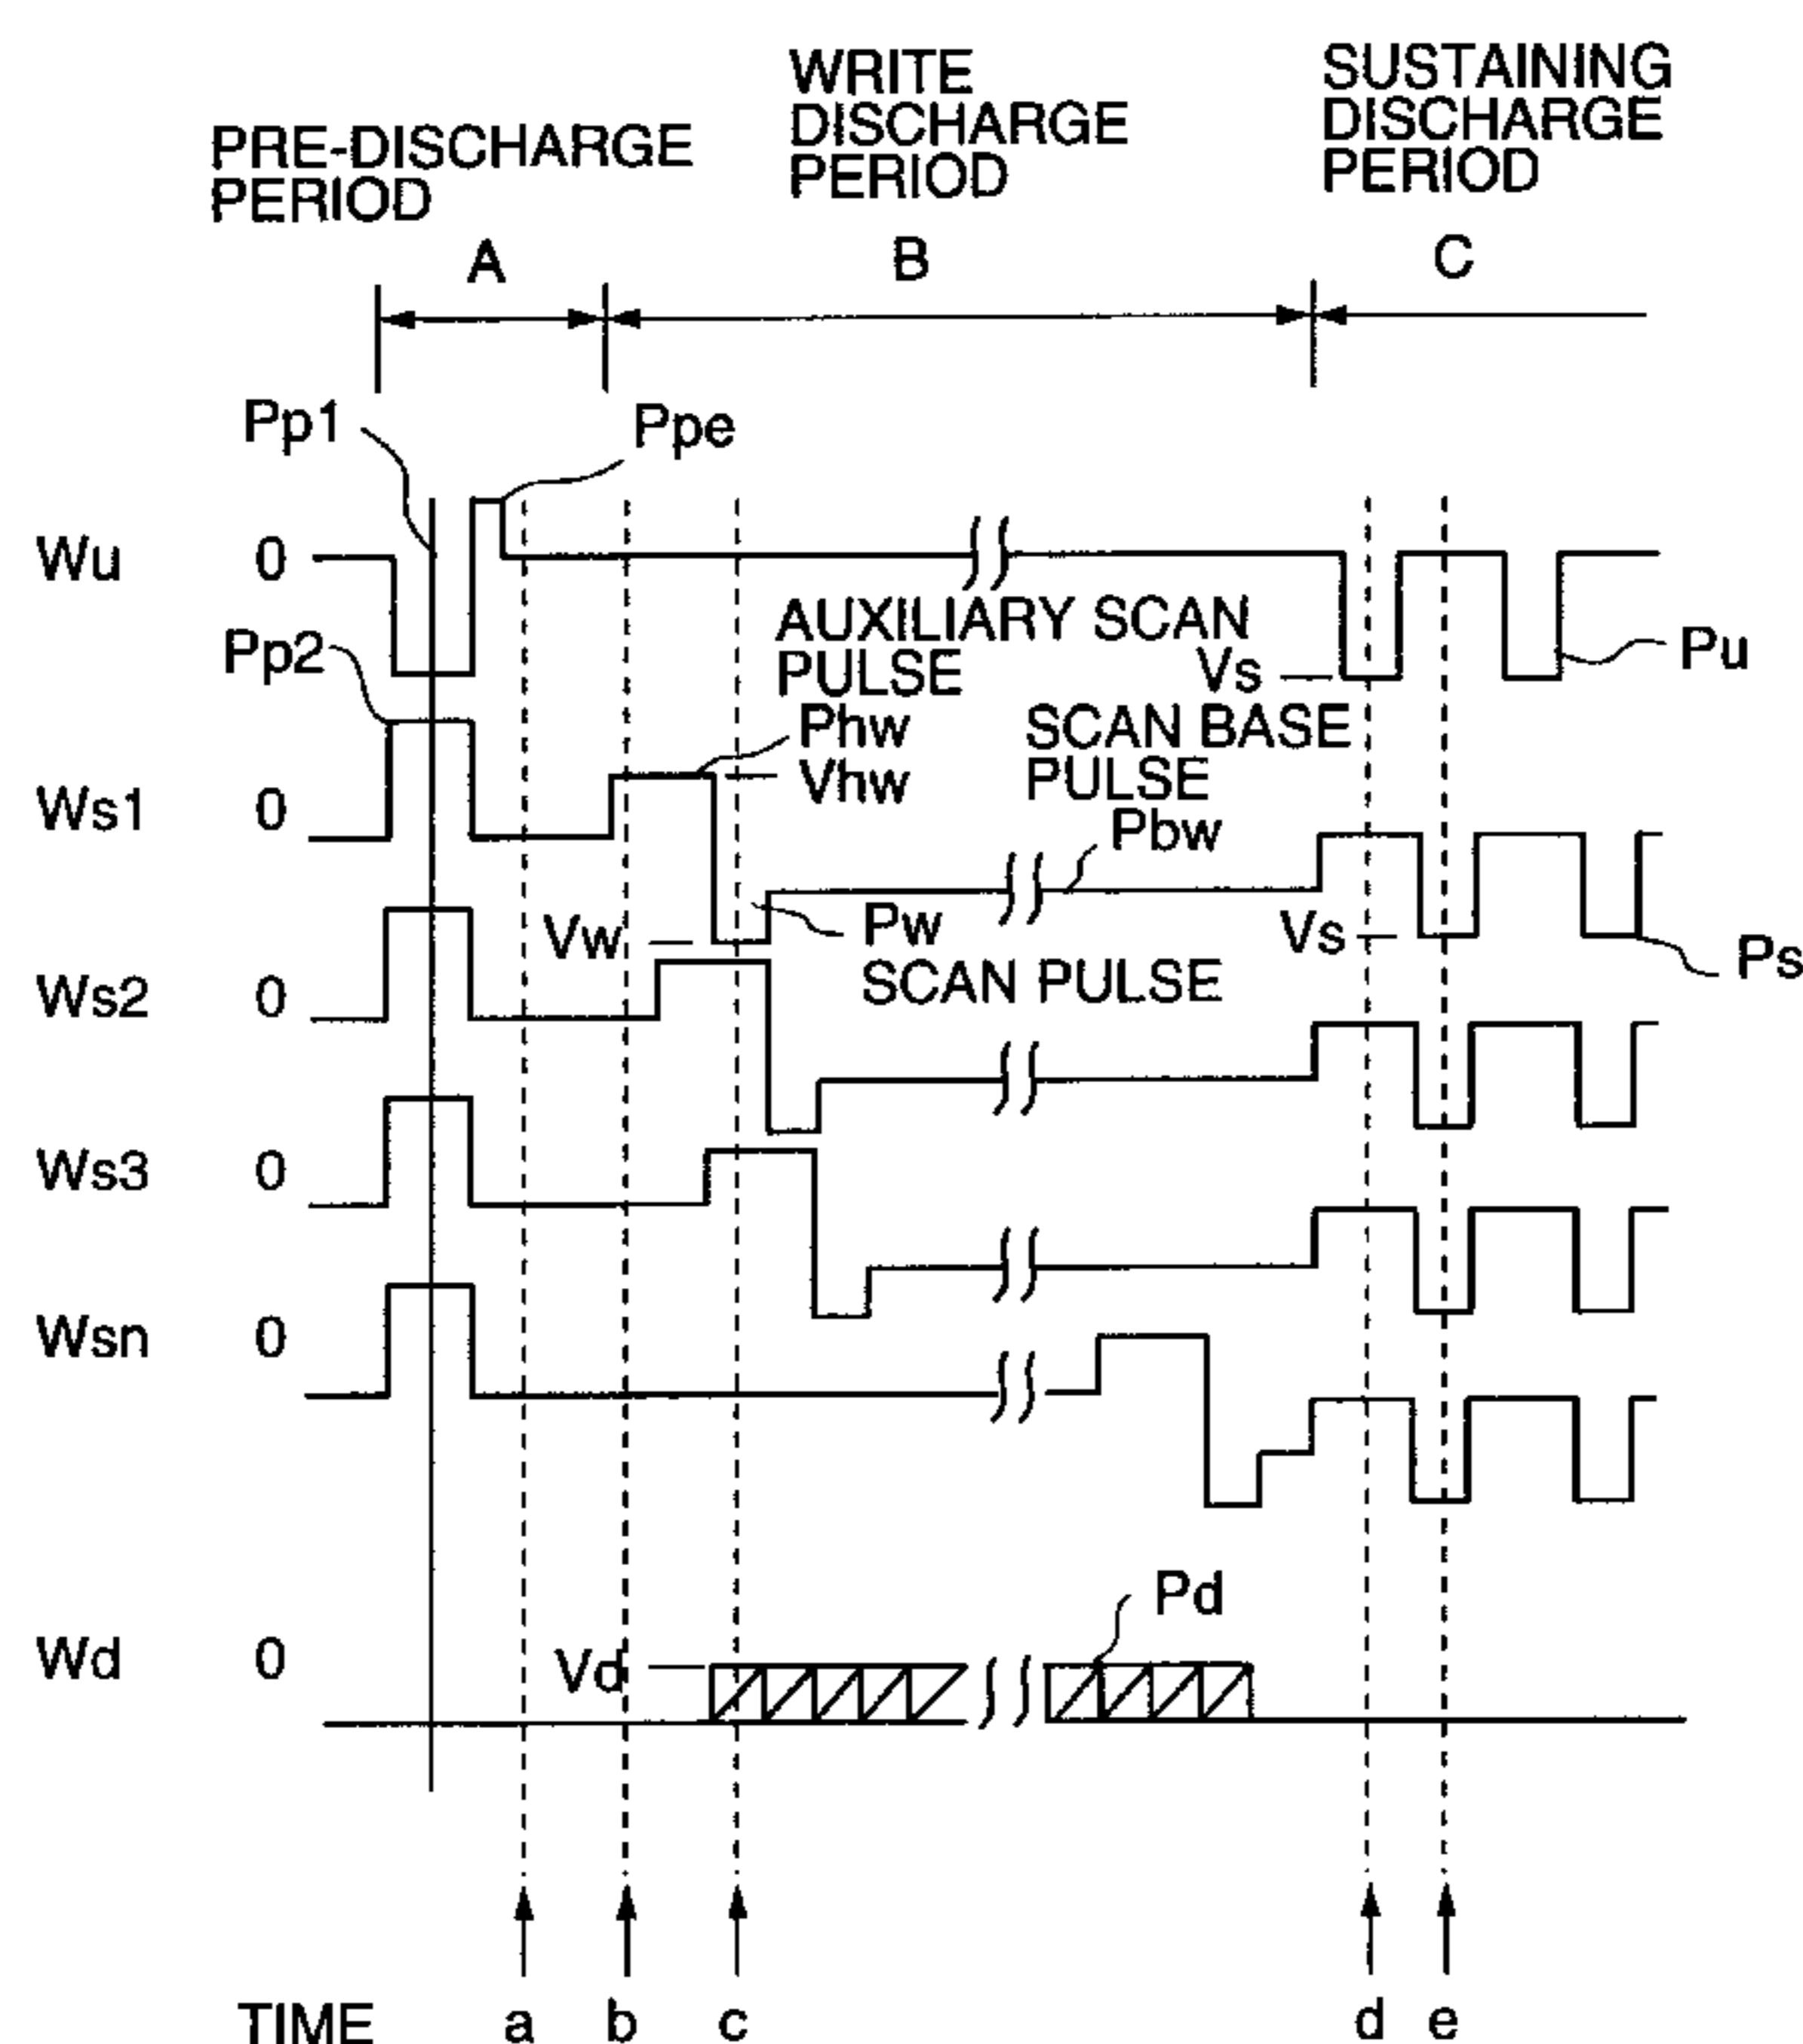 WRITE
DISCHARGE
PERIOD
SUSTAINING
DISCHARGE
PERIOD
PRE-DISCHARGE
PERIOD
A
B
C
Pp1
Ppe
Wu 0
AUXILIARY SCAN
PULSE
Vs
Pu
Pp2
Phw
SCAN BASE
PULSE
Vhw
Ws1 0
Pbw
Vw
Pw
Vs
Ps
SCAN PULSE
Ws2 0
Ws3 0
Wsn 0
Pd
Wd 0
Vd
TIME a b c d e